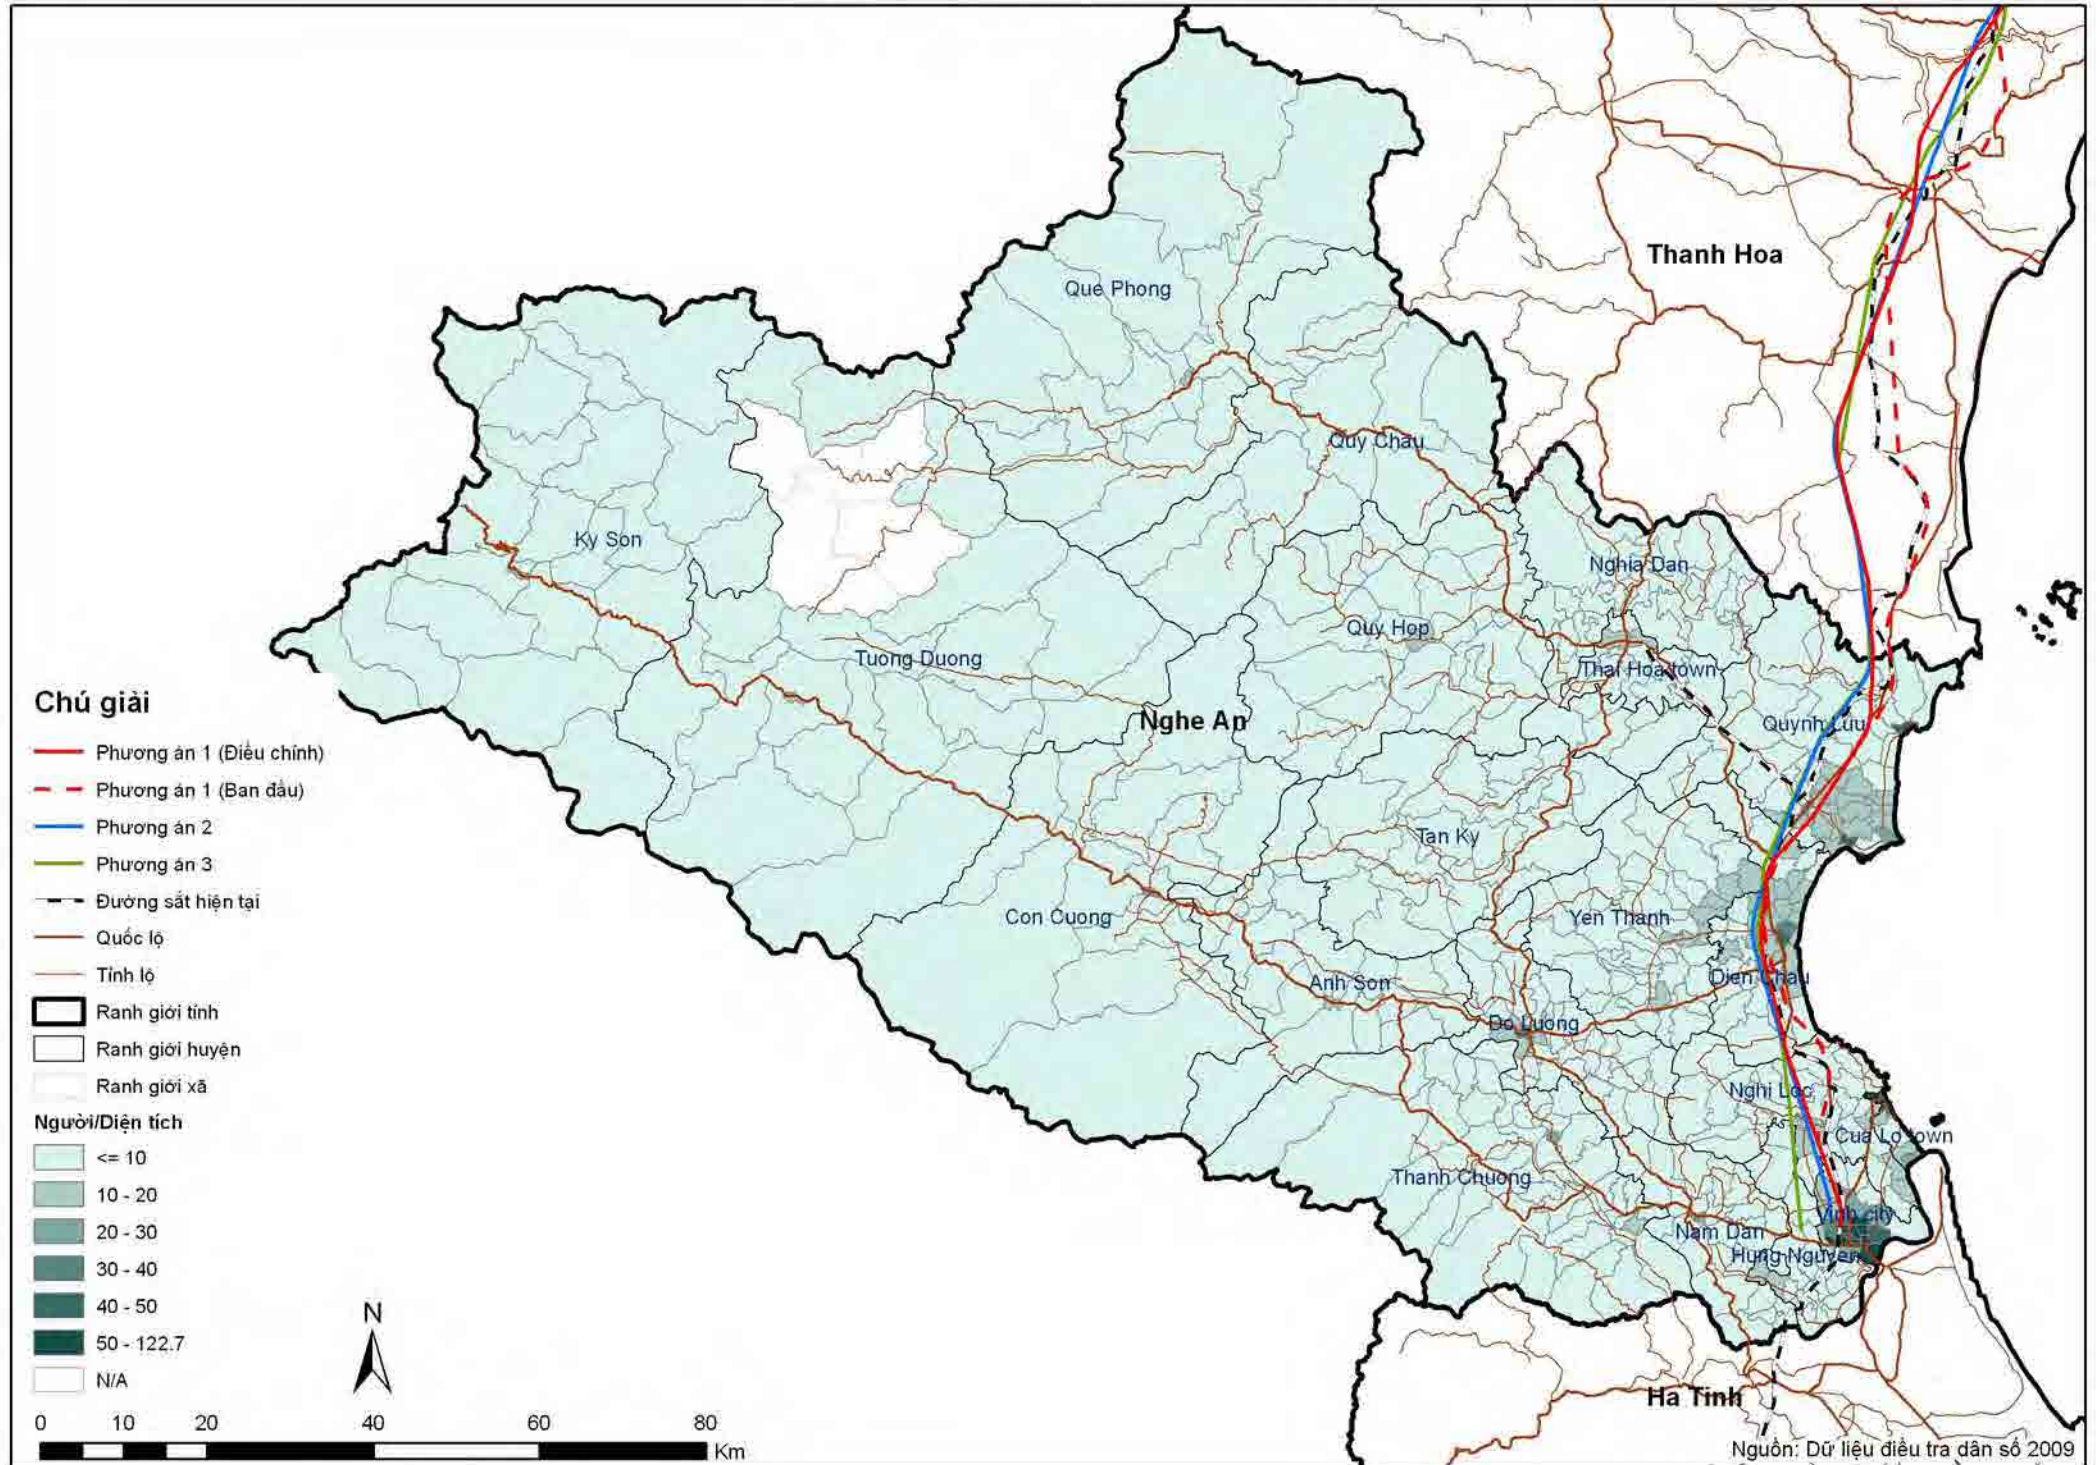 Thanh Hoa
Que Phong
Quy Chau
Ky Son
Nghia Dan
Quy Hop
Tuong Duong
Thai Hoa town
Nghe An
Quynh Luu
Tan Ky
Con Cuong
Yen Thanh
Anh Son
Dien Chau
Do Luong
Nghi Loc
Cua Lo town
Thanh Chuong
Vinh city
Nam Dan
Hung Nguyen
Ha Tinh
Chú giải
Phương án 1 (Điều chỉnh)
Phương án 1 (Ban đầu)
Phương án 2
Phương án 3
Đường sắt hiện tại
Quốc lộ
Tỉnh lộ
Ranh giới tỉnh
Ranh giới huyện
Ranh giới xã
Người/Diện tích
<= 10
10 - 20
20 - 30
30 - 40
40 - 50
50 - 122.7
N/A
N
0 10 20 40 60 80
Km
Nguồn: Dữ liệu điều tra dân số 2009